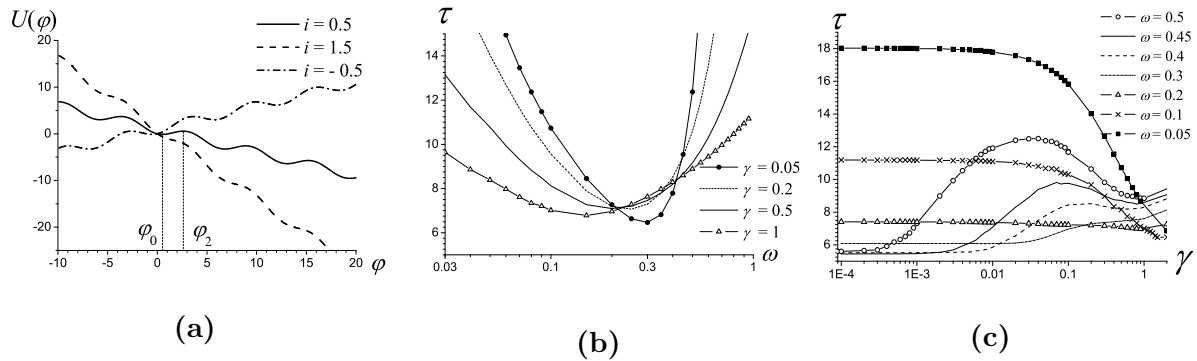 U(φ)
20
10
0
-10
-20
-10 -5 0 5 10 15 20
φ
φ0 φ2
i = 0.5
i = 1.5
i = - 0.5
(a)
τ
14
12
10
8
6
0.03 0.1 0.3 1
ω
γ = 0.05
γ = 0.2
γ = 0.5
γ = 1
(b)
τ
18
16
14
12
10
8
6
1E-4 1E-3 0.01 0.1 1
γ
ω = 0.5
ω = 0.45
ω = 0.4
ω = 0.3
ω = 0.2
ω = 0.1
ω = 0.05
(c)